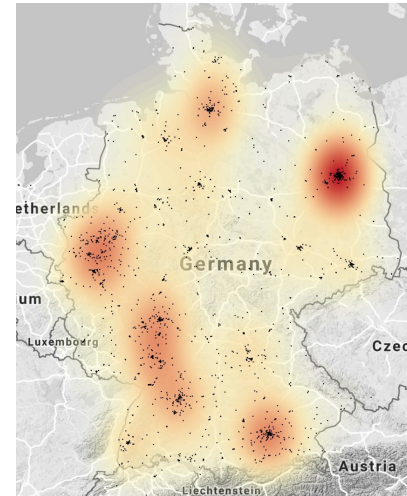 etherlands
Germany
um
Luxembourg
Czec
Austria
Liechtenstein